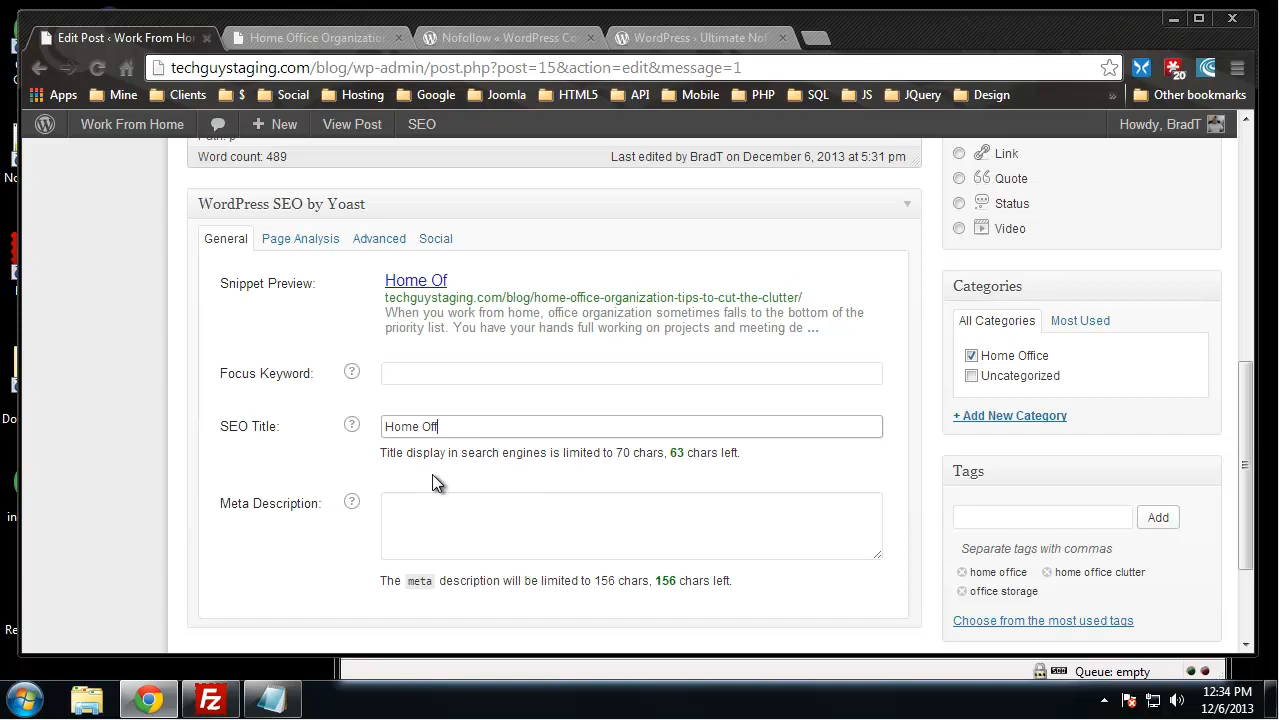 Edit Post ‹ Work From Ho
Home Office Organization
Nofollow « WordPress Co
WordPress › Ultimate Nof
techguystaging.com/blog/wp-admin/post.php?post=15&action=edit&message=1
20
Apps Mine Clients $ Social Hosting Google Joomla HTML5 API Mobile PHP SQL JS JQuery Design » Other bookmarks
Work From Home + New View Post SEO Howdy, BradT
Word count: 489 Last edited by BradT on December 6, 2013 at 5:31 pm
WordPress SEO by Yoast
General Page Analysis Advanced Social
Snippet Preview: Home Of
techguystaging.com/blog/home-office-organization-tips-to-cut-the-clutter/
When you work from home, office organization sometimes falls to the bottom of the
priority list. You have your hands full working on projects and meeting de ...
Focus Keyword: ?
SEO Title: ? Home Off
Title display in search engines is limited to 70 chars, 63 chars left.
Meta Description: ?
The meta description will be limited to 156 chars, 156 chars left.
Link
Quote
Status
Video
Categories
All Categories Most Used
Home Office
Uncategorized
+ Add New Category
Tags
Add
Separate tags with commas
home office home office clutter
office storage
Choose from the most used tags
Queue: empty
12:34 PM
12/6/2013